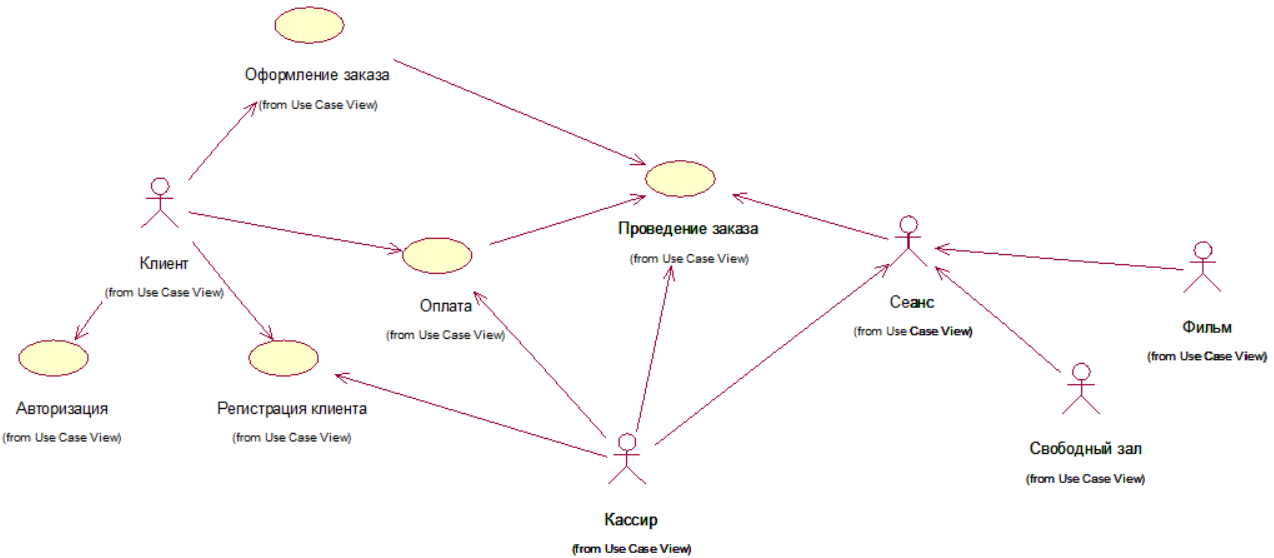 Оформление заказа
(from Use Case View)
Проведение заказа
(from Use Case View)
Клиент
(from Use Case View)
Оплата
(from Use Case View)
Сеанс
(from Use Case View)
Фильм
(from Use Case View)
Авторизация
(from Use Case View)
Регистрация клиента
(from Use Case View)
Свободный зал
(from Use Case View)
Кассир
(from Use Case View)